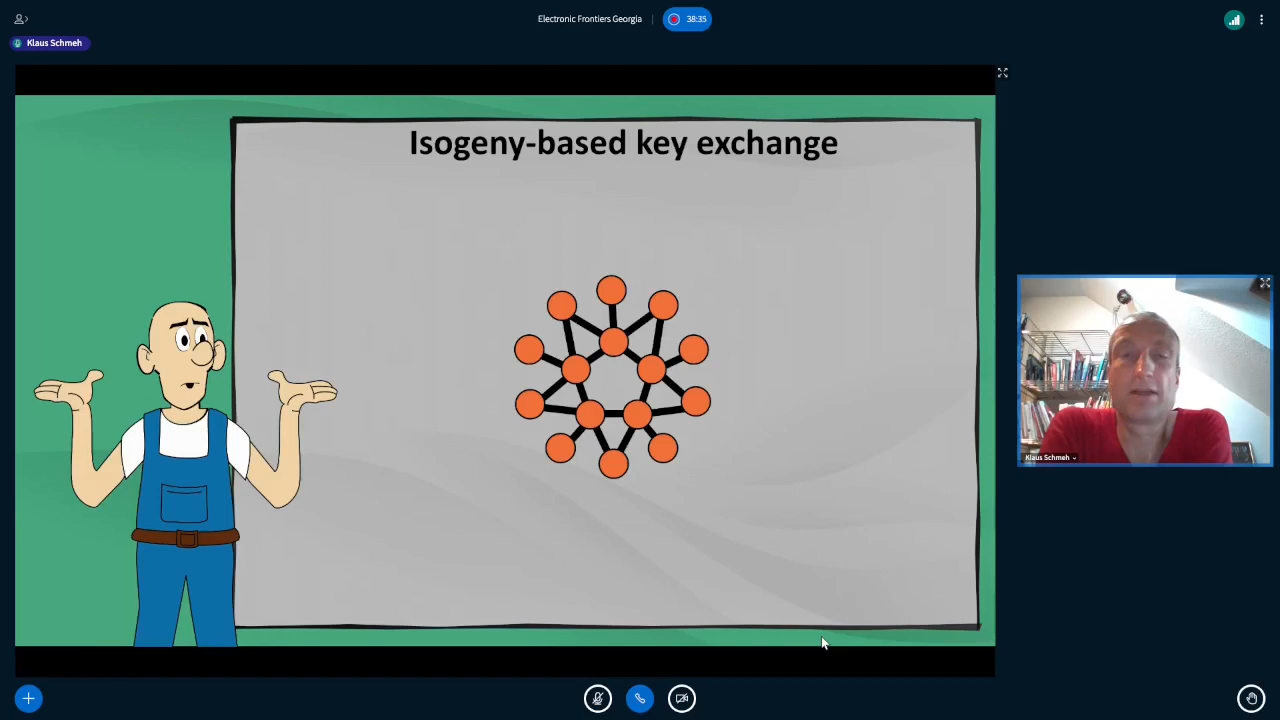 Electronic Frontiers Georgia
38:35
Klaus Schmeh
Isogeny-based key exchange
Klaus Schmeh